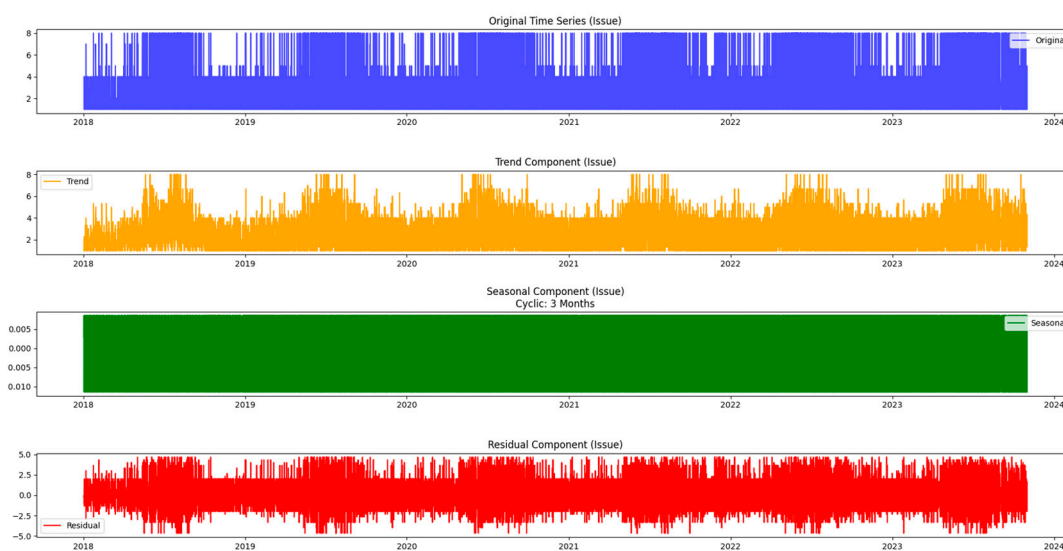 Original Time Series (Issue)
8
6
4
2
Original
2018 2019 2020 2021 2022 2023 2024
Trend Component (Issue)
8
6
4
2
Trend
2018 2019 2020 2021 2022 2023 2024
Seasonal Component (Issue)
Cyclic: 3 Months
0.005
0.000
0.005
0.010
Seasona
2018 2019 2020 2021 2022 2023 2024
Residual Component (Issue)
5.0
2.5
0.0
−2.5
−5.0
Residual
2018 2019 2020 2021 2022 2023 2024